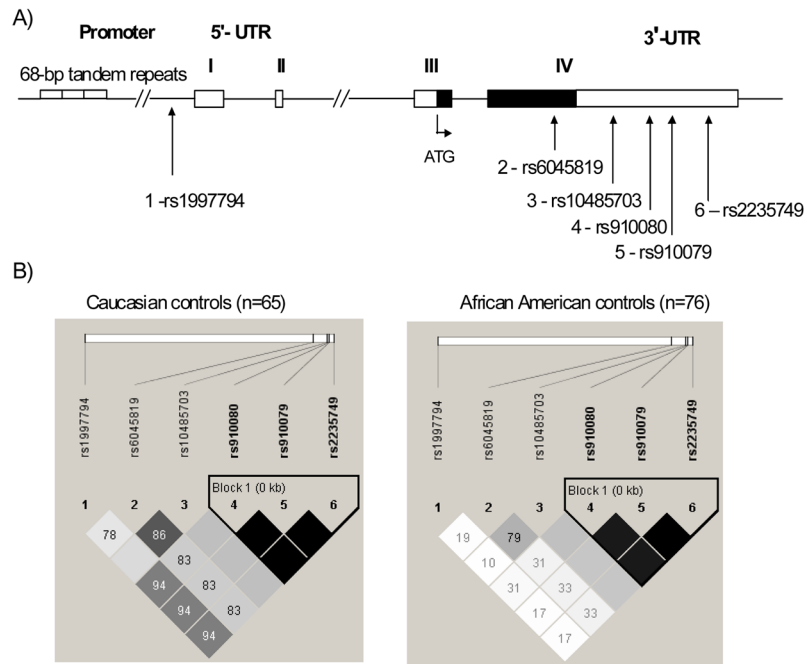 A)
Promoter 5'- UTR 3'-UTR
68-bp tandem repeats I II III IV
ATG
1 -rs1997794
2 - rs6045819
3 - rs10485703
4 - rs910080
5 - rs910079
6 – rs2235749
B)
Caucasian controls (n=65)
rs1997794 rs6045819 rs10485703 rs910080 rs910079 rs2235749
Block 1 (0 kb)
1 2 3 4 5 6
78 86
83
94 83
94 83
94
African American controls (n=76)
rs1997794 rs6045819 rs10485703 rs910080 rs910079 rs2235749
Block 1 (0 kb)
1 2 3 4 5 6
19 79
10 31
31 33
17 33
17